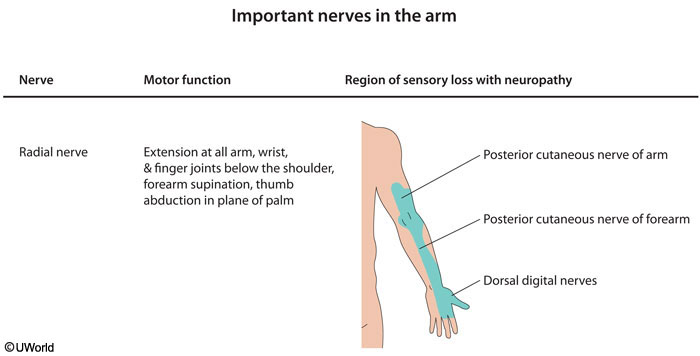 Important nerves in the arm
Nerve
Motor function
Region of sensory loss with neuropathy
Radial nerve
Extension at all arm, wrist,
& finger joints below the shoulder,
forearm supination, thumb
abduction in plane of palm
Posterior cutaneous nerve of arm
Posterior cutaneous nerve of forearm
Dorsal digital nerves
©UWorld